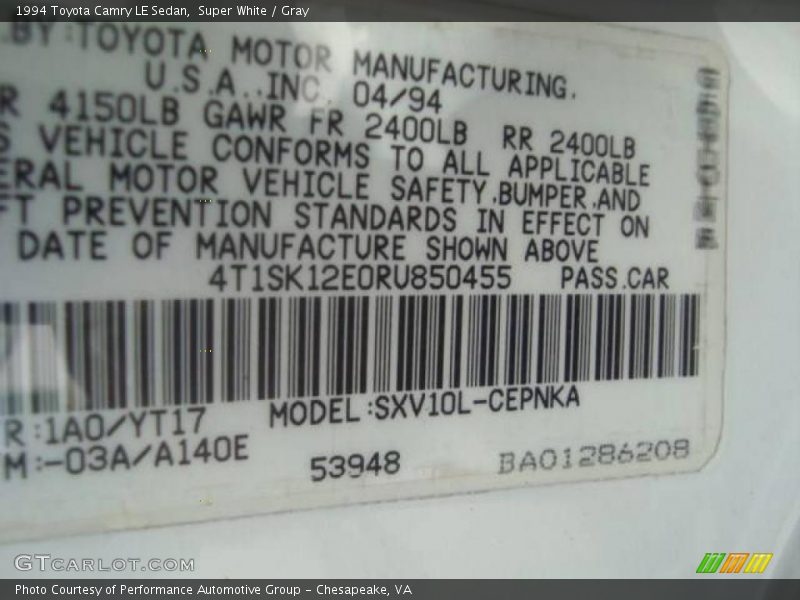 1994 Toyota Camry LE Sedan, Super White / Gray
.BY:TOYOTA MOTOR MANUFACTURING.
U.S.A.,INC. 04/94
R 4150LB GAWR FR 2400LB RR 2400LB
S VEHICLE CONFORMS TO ALL APPLICABLE
ERAL MOTOR VEHICLE SAFETY,BUMPER,AND
FT PREVENTION STANDARDS IN EFFECT ON
DATE OF MANUFACTURE SHOWN ABOVE
4T1SK12E0RU850455 PASS.CAR
R:1A0/YT17 MODEL:SXV10L-CEPNKA
M:-03A/A140E
53948 BA01286208
GTCARLOT.COM
Photo Courtesy of Performance Automotive Group - Chesapeake, VA